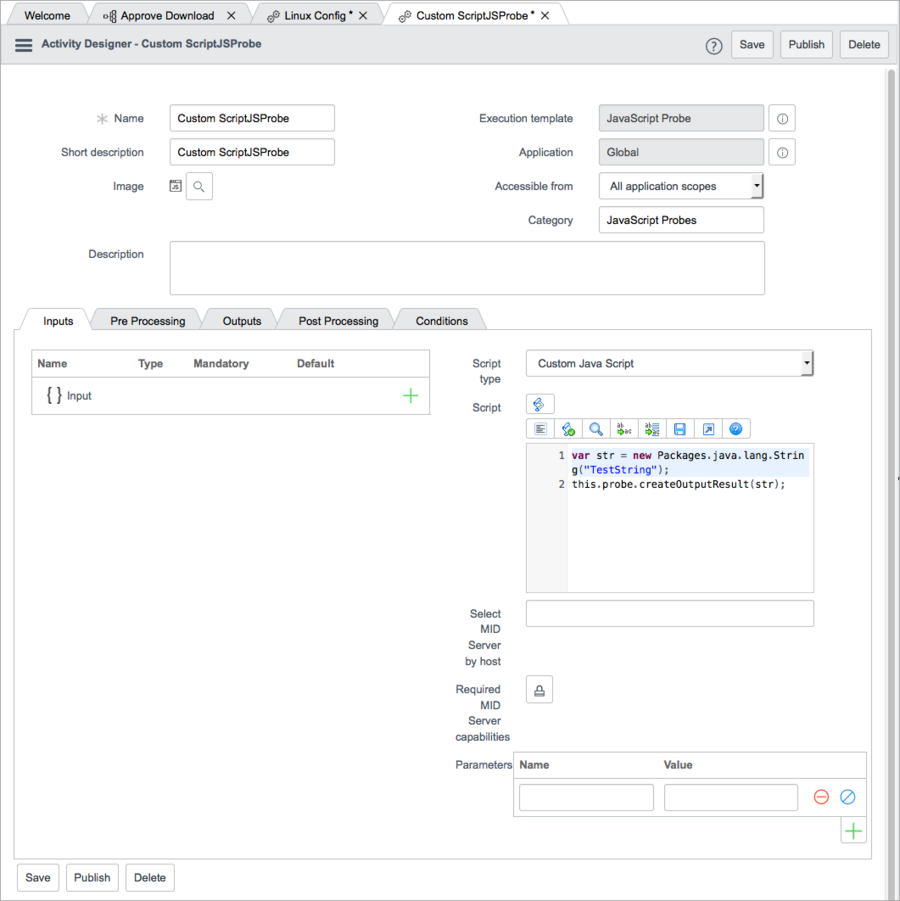 Welcome
Approve Download
Linux Config *
Custom ScriptJSProbe *
Activity Designer - Custom ScriptJSProbe
Save
Publish
Delete
Name
Custom ScriptJSProbe
Execution template
JavaScript Probe
Short description
Custom ScriptJSProbe
Application
Global
Image
JS
Accessible from
All application scopes
Category
JavaScript Probes
Description
Inputs
Pre Processing
Outputs
Post Processing
Conditions
Name
Type
Mandatory
Default
{ } Input
Script
type
Custom Java Script
Script
1 var str = new Packages.java.lang.Strin
g("TestString");
2 this.probe.createOutputResult(str);
Select
MID
Server
by host
Required
MID
Server
capabilities
Parameters
Name
Value
Save
Publish
Delete